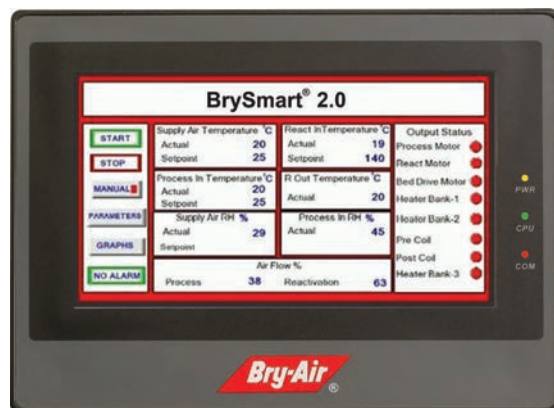 BrySmart® 2.0
START
STOP
MANUAL
PARAMETERS
GRAPHS
NO ALARM
Supply Air Temperature °C
Actual 20
Setpoint 25
React InTemperature °C
Actual 19
Setpoint 140
Process In Temperature °C
Actual 20
Setpoint 25
R Out Temperature °C
Actual 20
Supply Air RH %
Actual 29
Setpoint
Process In RH %
Actual 45
Air Flow %
Process 38 Reactivation 63
Output Status
Process Motor
React Motor
Bed Drive Motor
Heater Bank-1
Heater Bank-2
Pre Coil
Post Coil
Heater Bank-3
PWR
CPU
COM
Bry-Air®